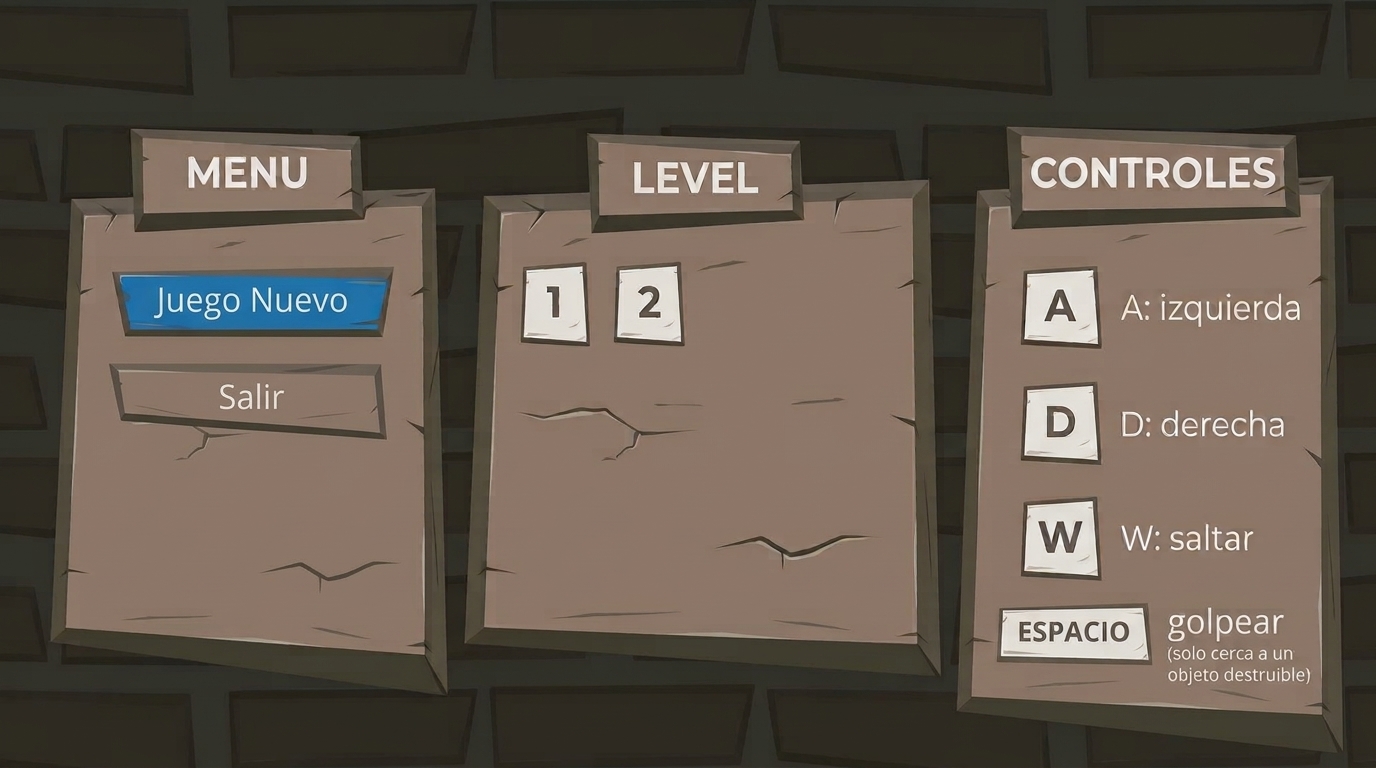 MENU
Juego Nuevo
Salir
LEVEL
1 2
CONTROLES
A A: izquierda
D D: derecha
W W: saltar
ESPACIO golpear
(solo cerca a un
objeto destruible)